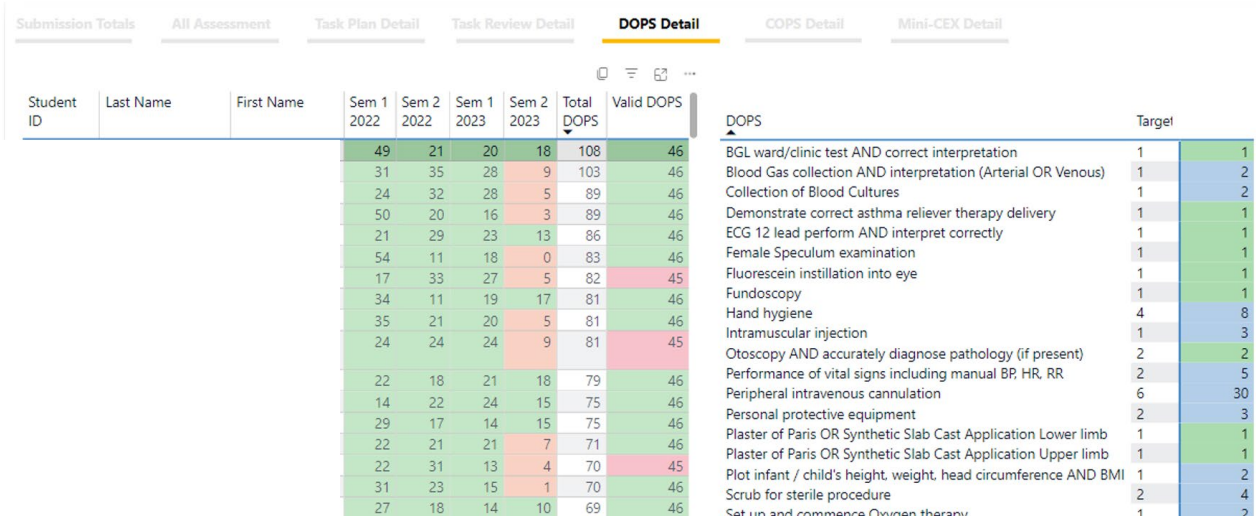 Submission Totals All Assessment Task Plan Detail Task Review Detail DOPS Detail COPS Detail Mini-CEX Detail
Student ID Last Name First Name Sem 1 2022 Sem 2 2022 Sem 1 2023 Sem 2 2023 Total DOPS Valid DOPS
49 21 20 18 108 46
31 35 28 9 103 46
24 32 28 5 89 46
50 20 16 3 89 46
21 29 23 13 86 46
54 11 18 0 83 46
17 33 27 5 82 45
34 11 19 17 81 46
35 21 20 5 81 46
24 24 24 9 81 45
22 18 21 18 79 46
14 22 24 15 75 46
29 17 14 15 75 46
22 21 21 7 71 46
22 31 13 4 70 45
31 23 15 1 70 46
27 18 14 10 69 46
DOPS Target
BGL ward/clinic test AND correct interpretation 1 1
Blood Gas collection AND interpretation (Arterial OR Venous) 1 2
Collection of Blood Cultures 1 2
Demonstrate correct asthma reliever therapy delivery 1 1
ECG 12 lead perform AND interpret correctly 1 1
Female Speculum examination 1 1
Fluorescein instillation into eye 1 1
Fundoscopy 1 1
Hand hygiene 4 8
Intramuscular injection 1 3
Otoscopy AND accurately diagnose pathology (if present) 2 2
Performance of vital signs including manual BP, HR, RR 2 5
Peripheral intravenous cannulation 6 30
Personal protective equipment 2 3
Plaster of Paris OR Synthetic Slab Cast Application Lower limb 1 1
Plaster of Paris OR Synthetic Slab Cast Application Upper limb 1 1
Plot infant / child's height, weight, head circumference AND BMI 1 2
Scrub for sterile procedure 2 4
Set up and commence Oxygen therapy 1 2